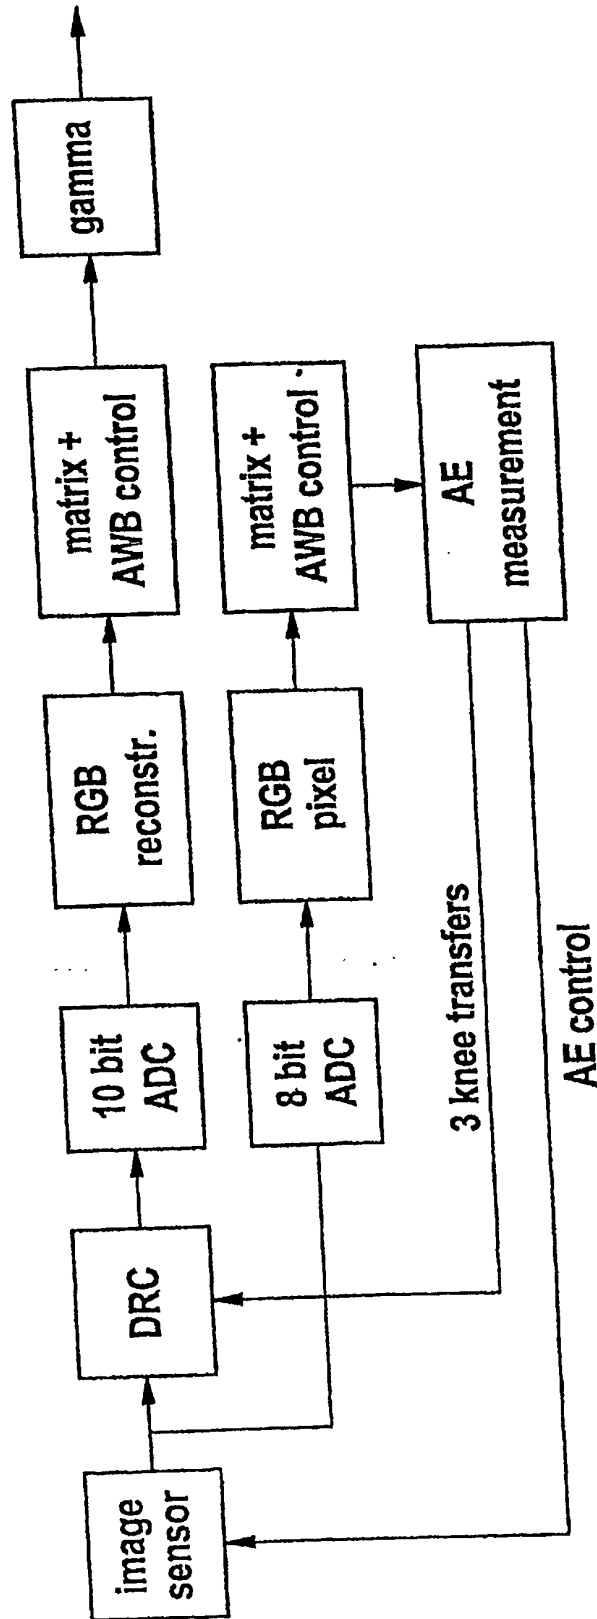 image
sensor
DRC
10 bit
ADC
RGB
reconstr.
matrix +
AWB control
gamma
8 bit
ADC
RGB
pixel
matrix +
AWB control
AE
measurement
3 knee transfers
AE control